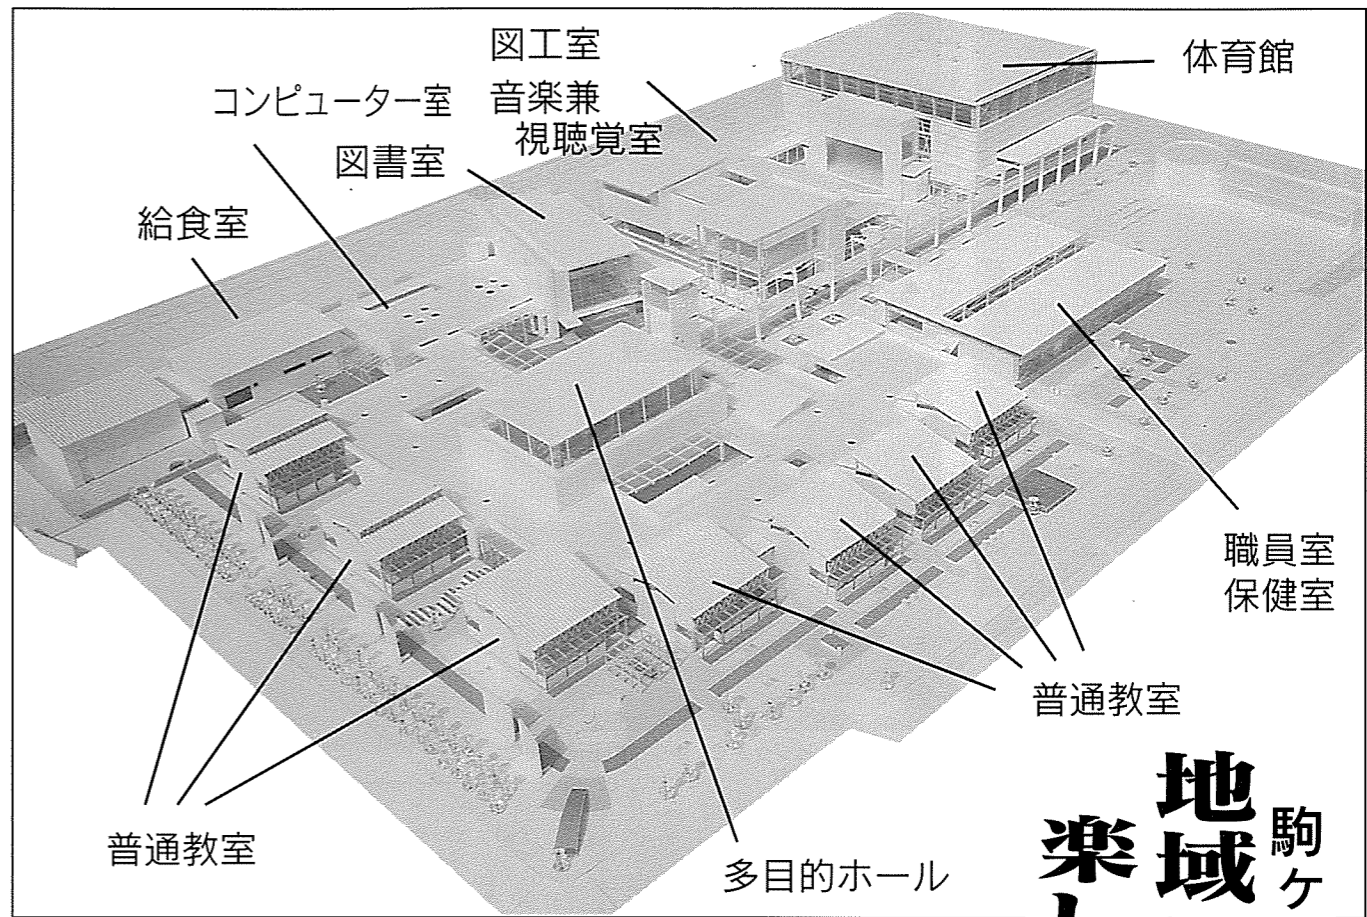 図工室
音楽兼
視聴覚室
体育館
コンピューター室
図書室
給食室
職員室
保健室
普通教室
普通教室
多目的ホール
駒ケ
地域
楽し